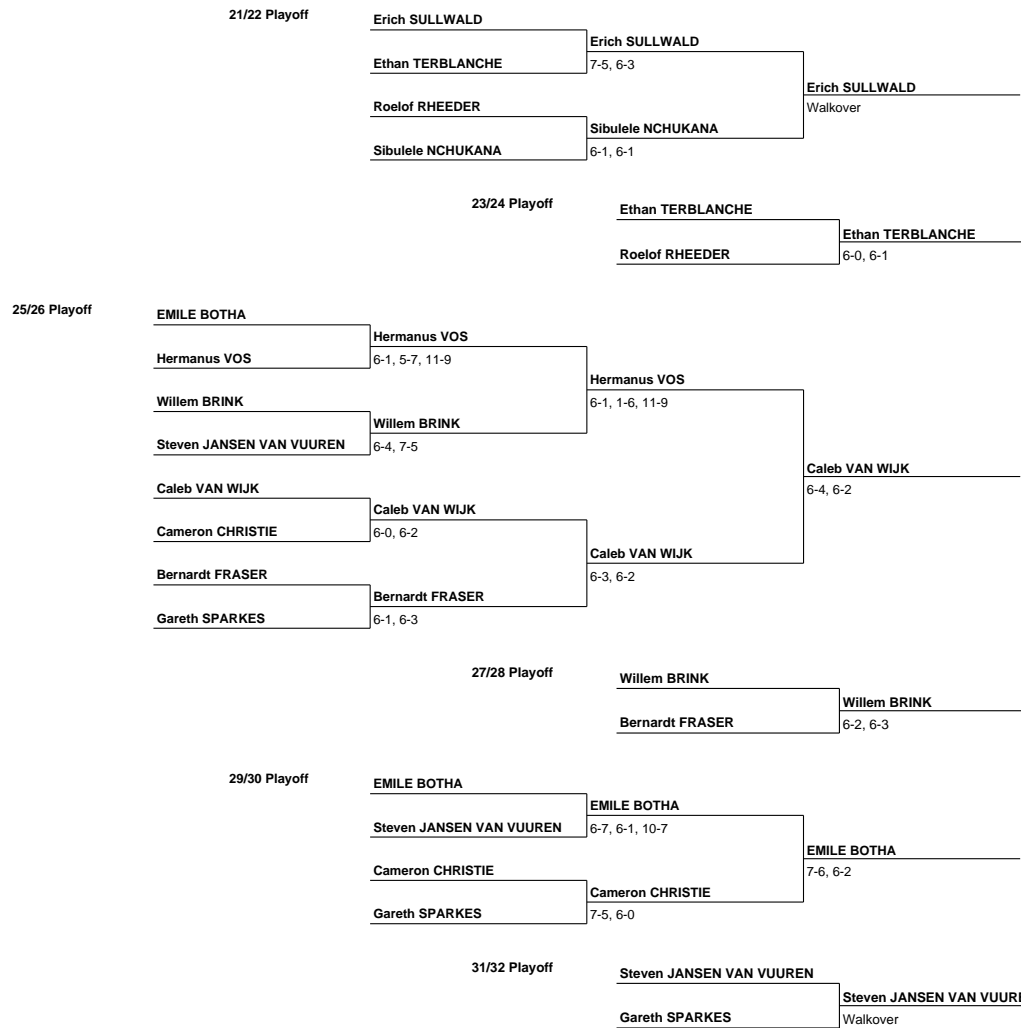 21/22 Playoff
Erich SULLWALD
Erich SULLWALD
Ethan TERBLANCHE
7-5, 6-3
Erich SULLWALD
Roelof RHEEDER
Walkover
Sibulele NCHUKANA
Sibulele NCHUKANA
6-1, 6-1
23/24 Playoff
Ethan TERBLANCHE
Ethan TERBLANCHE
Roelof RHEEDER
6-0, 6-1
25/26 Playoff
EMILE BOTHA
Hermanus VOS
Hermanus VOS
6-1, 5-7, 11-9
Hermanus VOS
Willem BRINK
6-1, 1-6, 11-9
Willem BRINK
Steven JANSEN VAN VUUREN
6-4, 7-5
Caleb VAN WIJK
Caleb VAN WIJK
6-4, 6-2
Caleb VAN WIJK
Cameron CHRISTIE
6-0, 6-2
Caleb VAN WIJK
Bernardt FRASER
6-3, 6-2
Bernardt FRASER
Gareth SPARKES
6-1, 6-3
27/28 Playoff
Willem BRINK
Willem BRINK
Bernardt FRASER
6-2, 6-3
29/30 Playoff
EMILE BOTHA
EMILE BOTHA
Steven JANSEN VAN VUUREN
6-7, 6-1, 10-7
EMILE BOTHA
Cameron CHRISTIE
7-6, 6-2
Cameron CHRISTIE
Gareth SPARKES
7-5, 6-0
31/32 Playoff
Steven JANSEN VAN VUUREN
Steven JANSEN VAN VUURE
Gareth SPARKES
Walkover